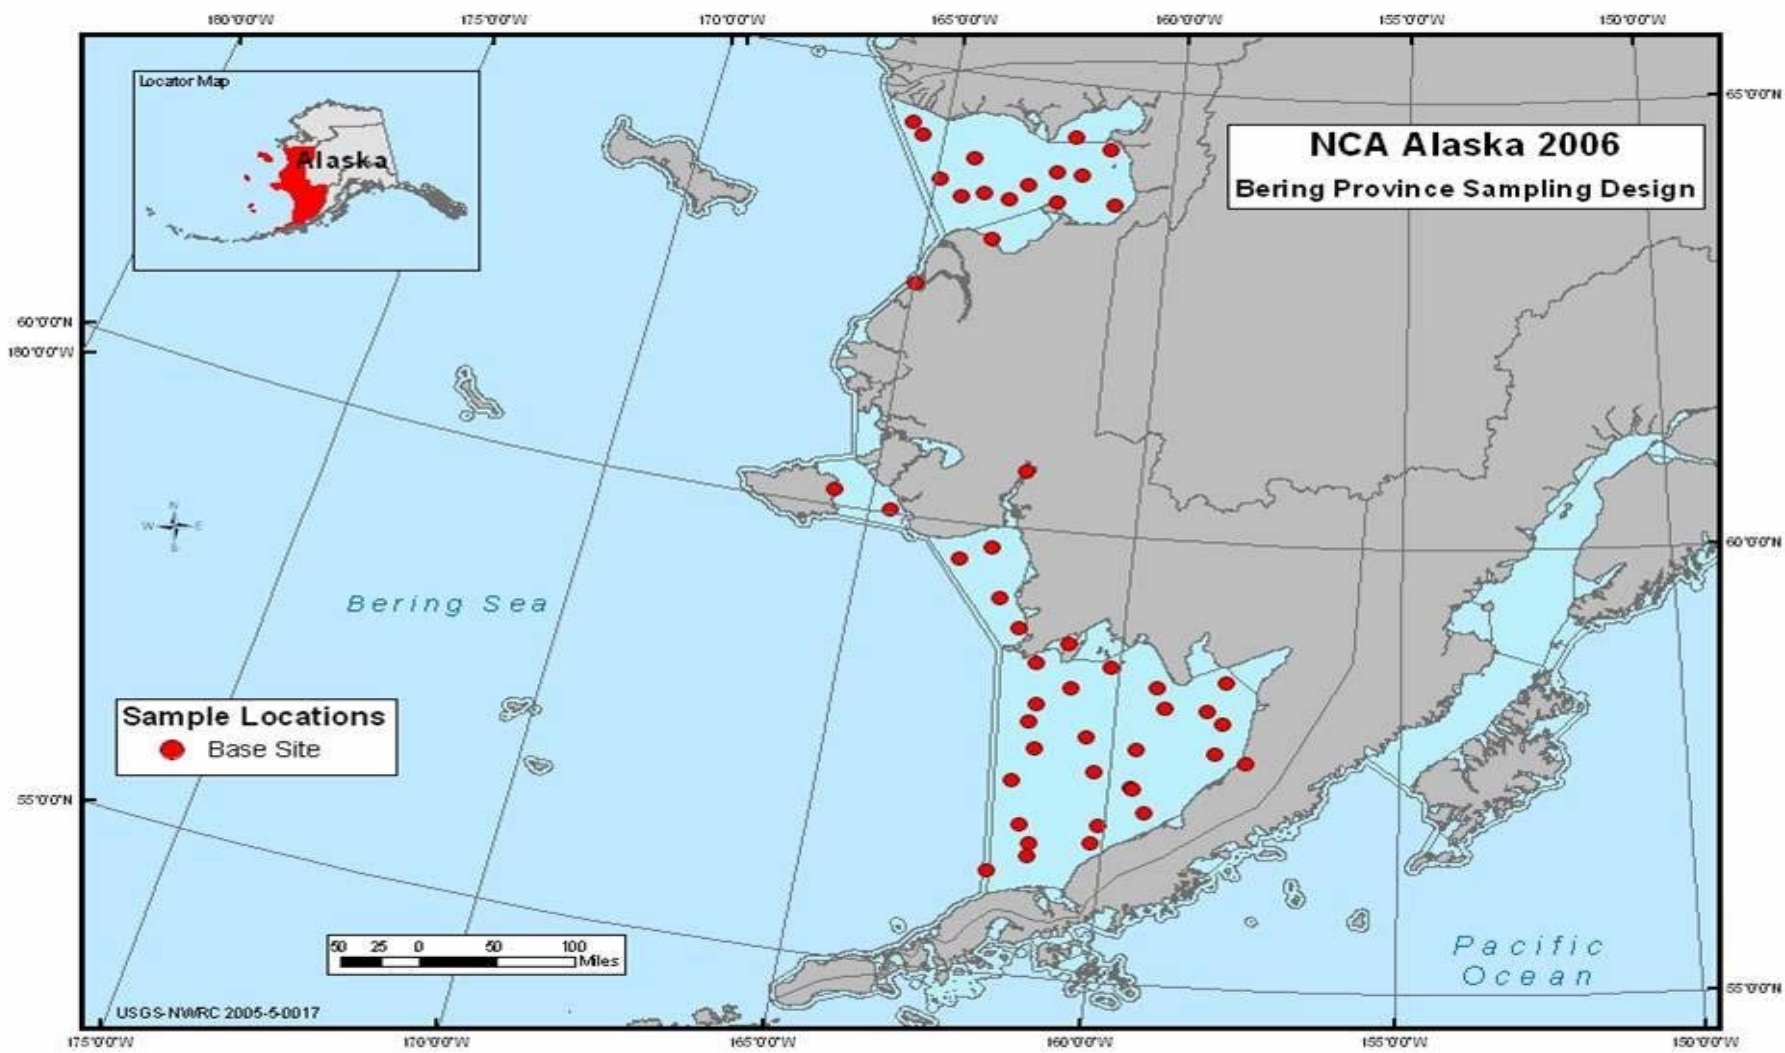 180°0'0"W 175°0'0"W 170°0'0"W 165°0'0"W 160°0'0"W 155°0'0"W 150°0'0"W
Locator Map
Alaska
65°0'0"N
NCA Alaska 2006
Bering Province Sampling Design
60°0'0"N
180°0'0"W
N
W E
S
60°0'0"N
Bering Sea
Sample Locations
Base Site
55°0'0"N
50 25 0 50 100
Miles
Pacific
Ocean
55°0'0"N
USGS-NWRC 2005-5-0017
175°0'0"W 170°0'0"W 165°0'0"W 160°0'0"W 155°0'0"W 150°0'0"W